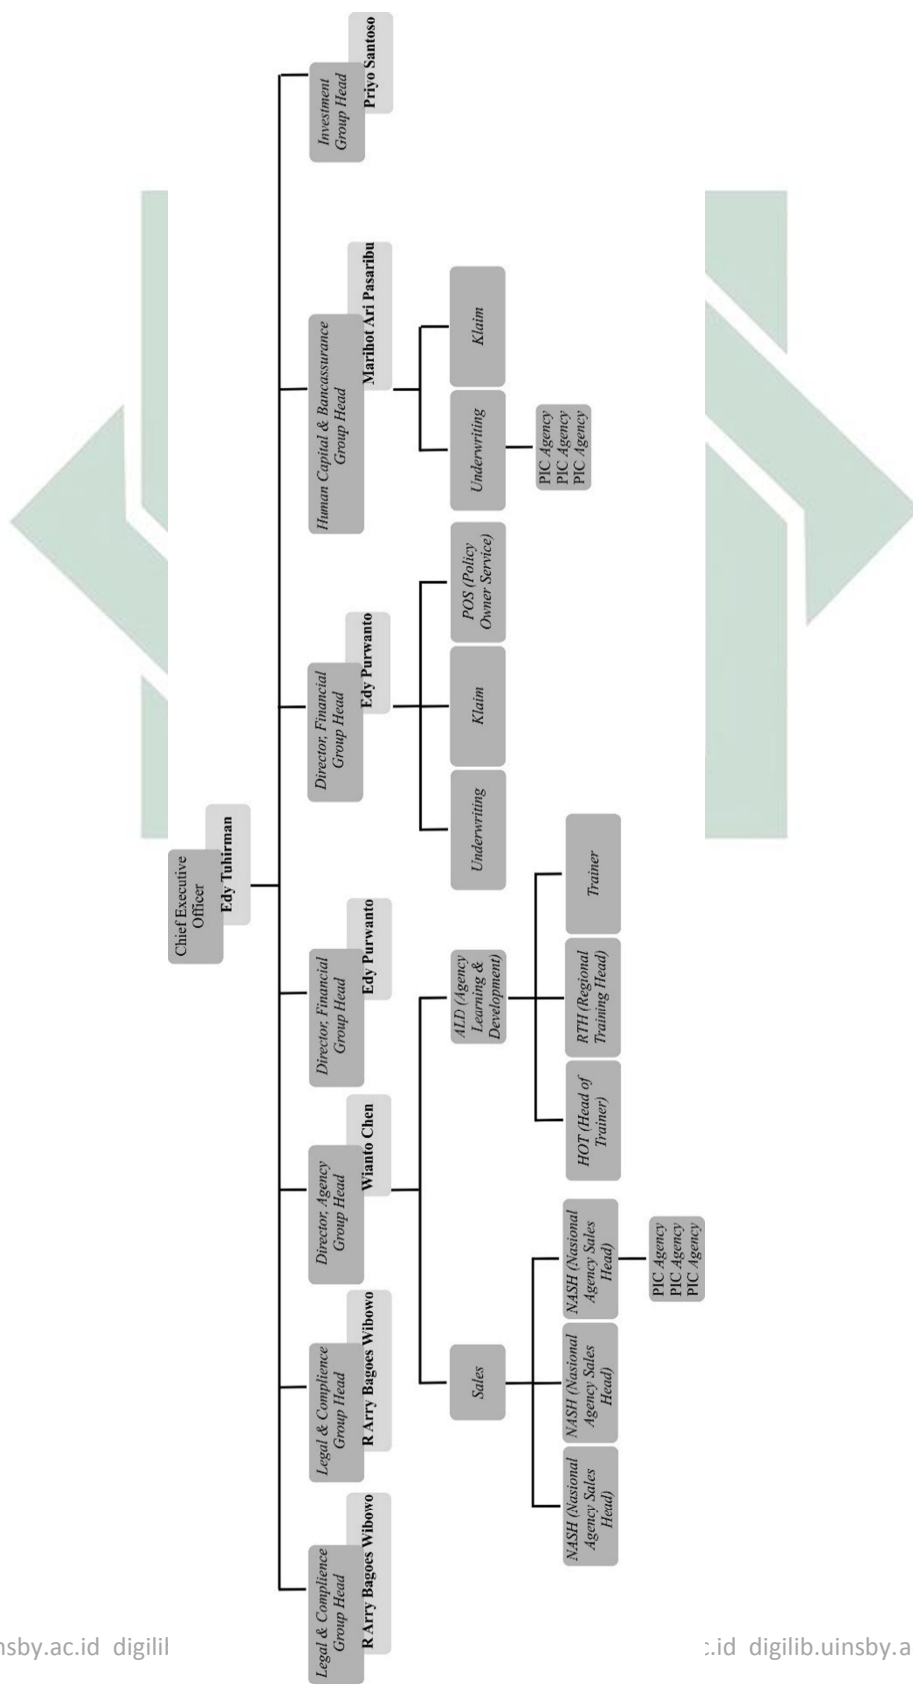 Chief Executive
Officer
Edy Tuhirman
Legal & Complience
Group Head
R Arry Bagoes Wibowo
Legal & Complience
Group Head
R Arry Bagoes Wibowo
Director, Agency
Group Head
Wianto Chen
Director, Financial
Group Head
Edy Purwanto
Director, Financial
Group Head
Edy Purwanto
Human Capital & Bancassurance
Group Head
Marihot Ari Pasaribu
Investment
Group Head
Priyo Santoso
Sales
ALD (Agency
Learning &
Development)
Underwriting
Klaim
POS (Policy
Owner Service)
Underwriting
Klaim
NASH (Nasional
Agency Sales
Head)
NASH (Nasional
Agency Sales
Head)
NASH (Nasional
Agency Sales
Head)
HOT (Head of
Trainer)
RTH (Regional
Training Head)
Trainer
PIC Agency
PIC Agency
PIC Agency
PIC Agency
PIC Agency
PIC Agency
nsby.ac.id digilil
c.id digilib.uinsby.a